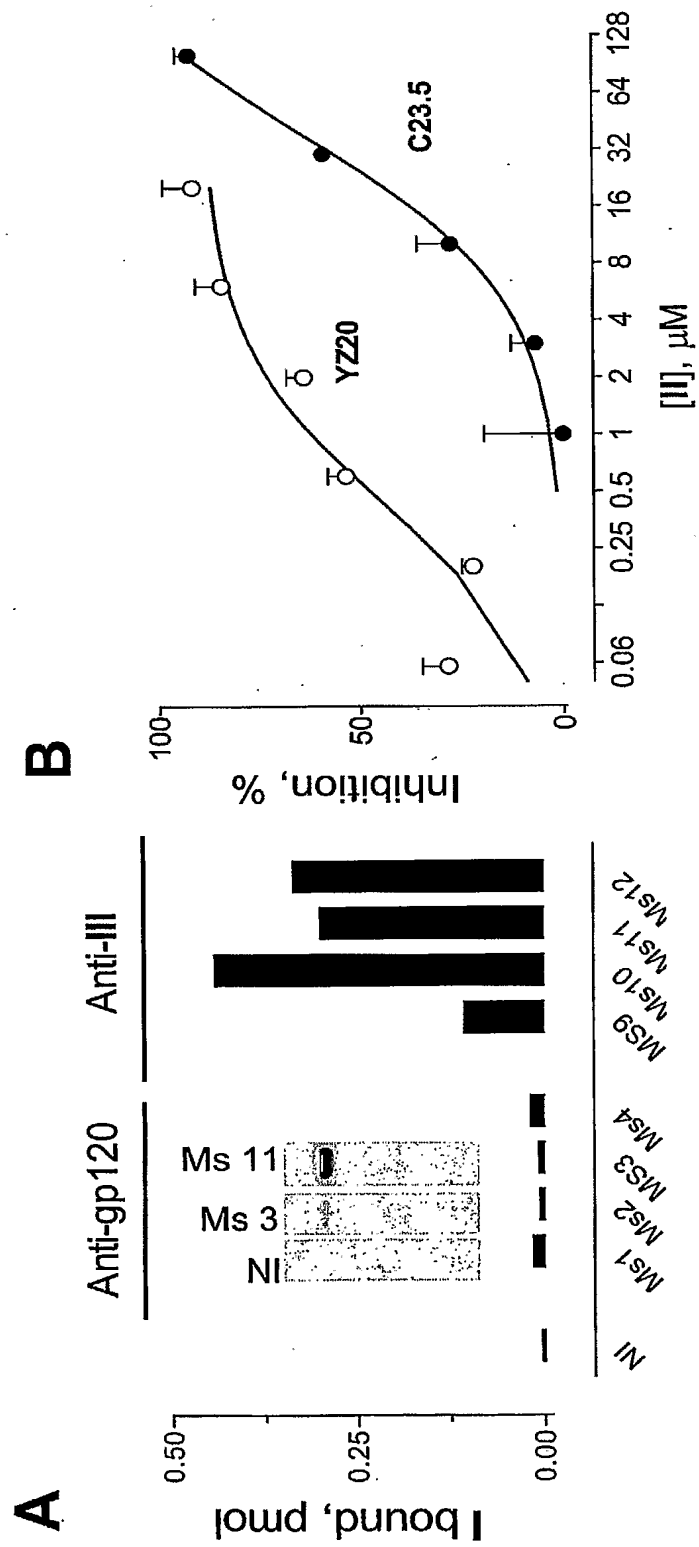 A
Anti-gp120
Anti-III
I bound, pmol
0.50
0.25
0.00
NI
Ms 3
Ms 11
NI
Ms1
Ms2
MS3
Ms4
MS9
Ms10
Ms11
Ms12
B
Inhibition, %
100
50
0
YZ20
C23.5
0.06
0.25
0.5
1
2
4
8
16
32
64
128
[II], μM